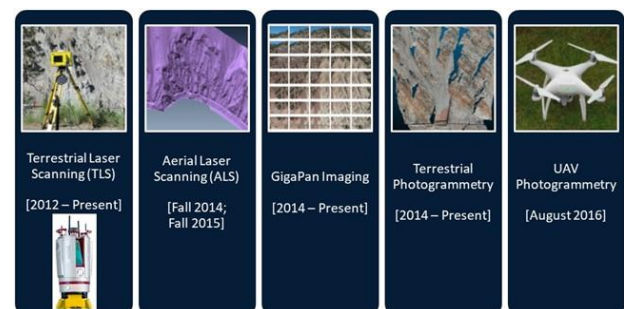 Terrestrial Laser
Scanning (TLS)
[2012 – Present]
Aerial Laser
Scanning (ALS)
[Fall 2014;
Fall 2015]
GigaPan Imaging
[2014 – Present]
Terrestrial
Photogrammetry
[2014 – Present]
UAV
Photogrammetry
[August 2016]